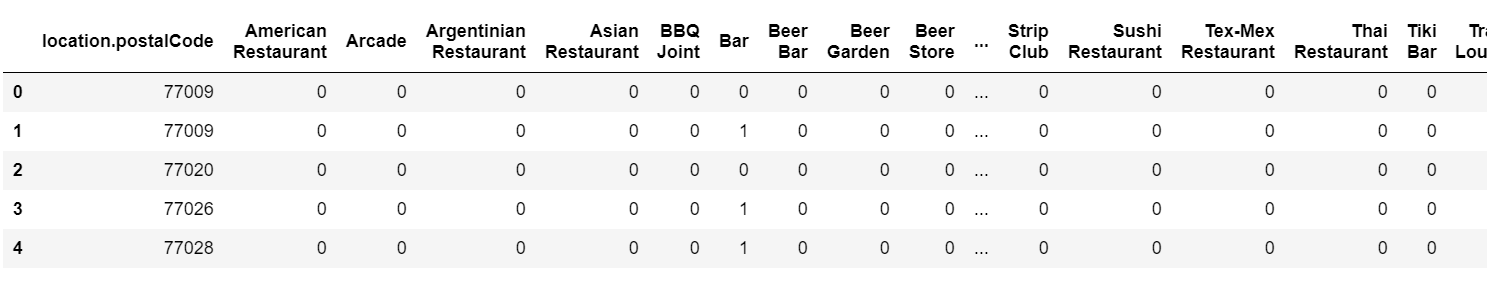 location.postalCode American Restaurant Arcade Argentinian Restaurant Asian Restaurant BBQ Joint Bar Beer Bar Beer Garden Beer Store ... Strip Club Sushi Restaurant Tex-Mex Restaurant Thai Restaurant Tiki Bar
0 77009 0 0 0 0 0 0 0 0 0 ... 0 0 0 0 0
1 77009 0 0 0 0 0 1 0 0 0 ... 0 0 0 0 0
2 77020 0 0 0 0 0 0 0 0 0 ... 0 0 0 0 0
3 77026 0 0 0 0 0 1 0 0 0 ... 0 0 0 0 0
4 77028 0 0 0 0 0 1 0 0 0 ... 0 0 0 0 0